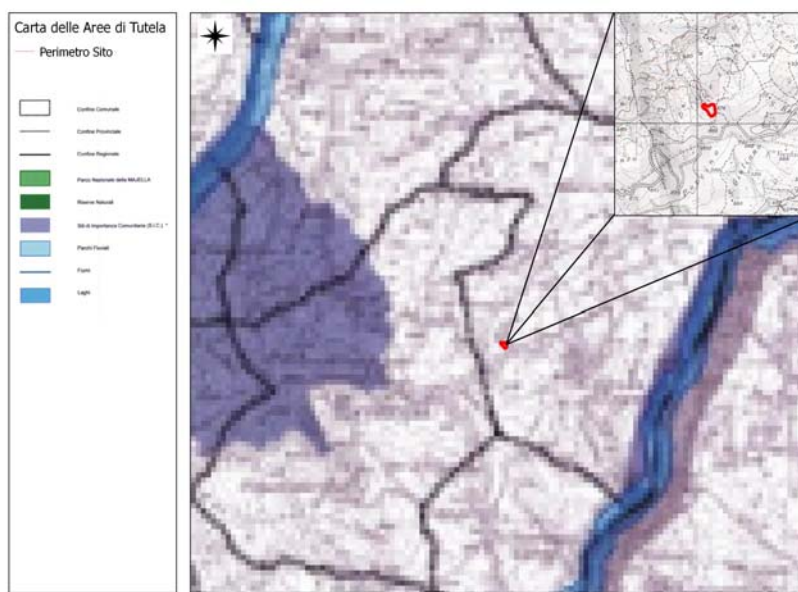 Carta delle Aree di Tutela
Perimetro Sito
Confine Comunale
Confine Provinciale
Confine Regionale
Parco Nazionale della MAJELLA
Riserve Naturali
Siti di Importanza Comunitaria (S.I.C.) *
Parchi Fluviali
Fiumi
Laghi